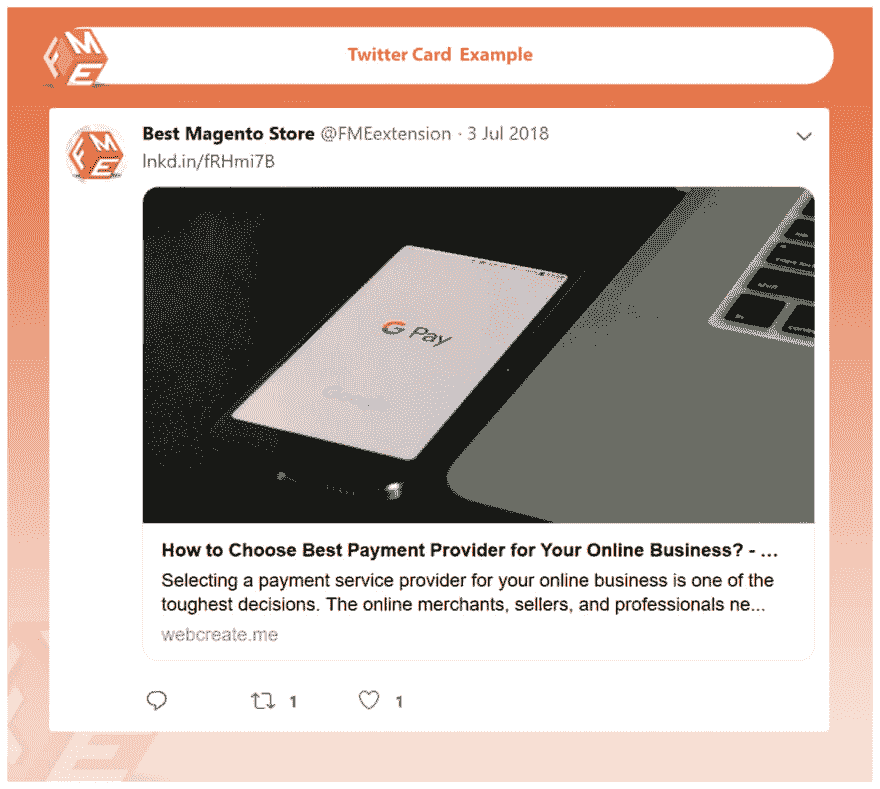 FME
Twitter Card Example
FME
Best Magento Store @FMEextension · 3 Jul 2018
lnkd.in/fRHmi7B
G Pay
How to Choose Best Payment Provider for Your Online Business? - ...
Selecting a payment service provider for your online business is one of the
toughest decisions. The online merchants, sellers, and professionals ne...
webcreate.me
1 1
FME